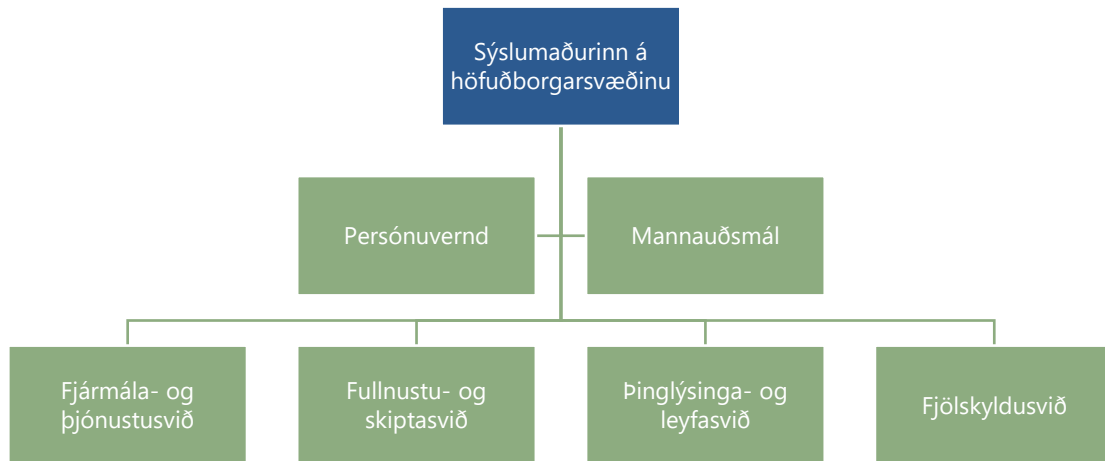 Sýslumaðurinn á
höfuðborgarsvæðinu
Persónuvernd
Mannauðsmál
Fjármála- og
þjónustusvið
Fullnustu- og
skiptasvið
Þinglýsinga- og
leyfasvið
Fjölskyldusvið